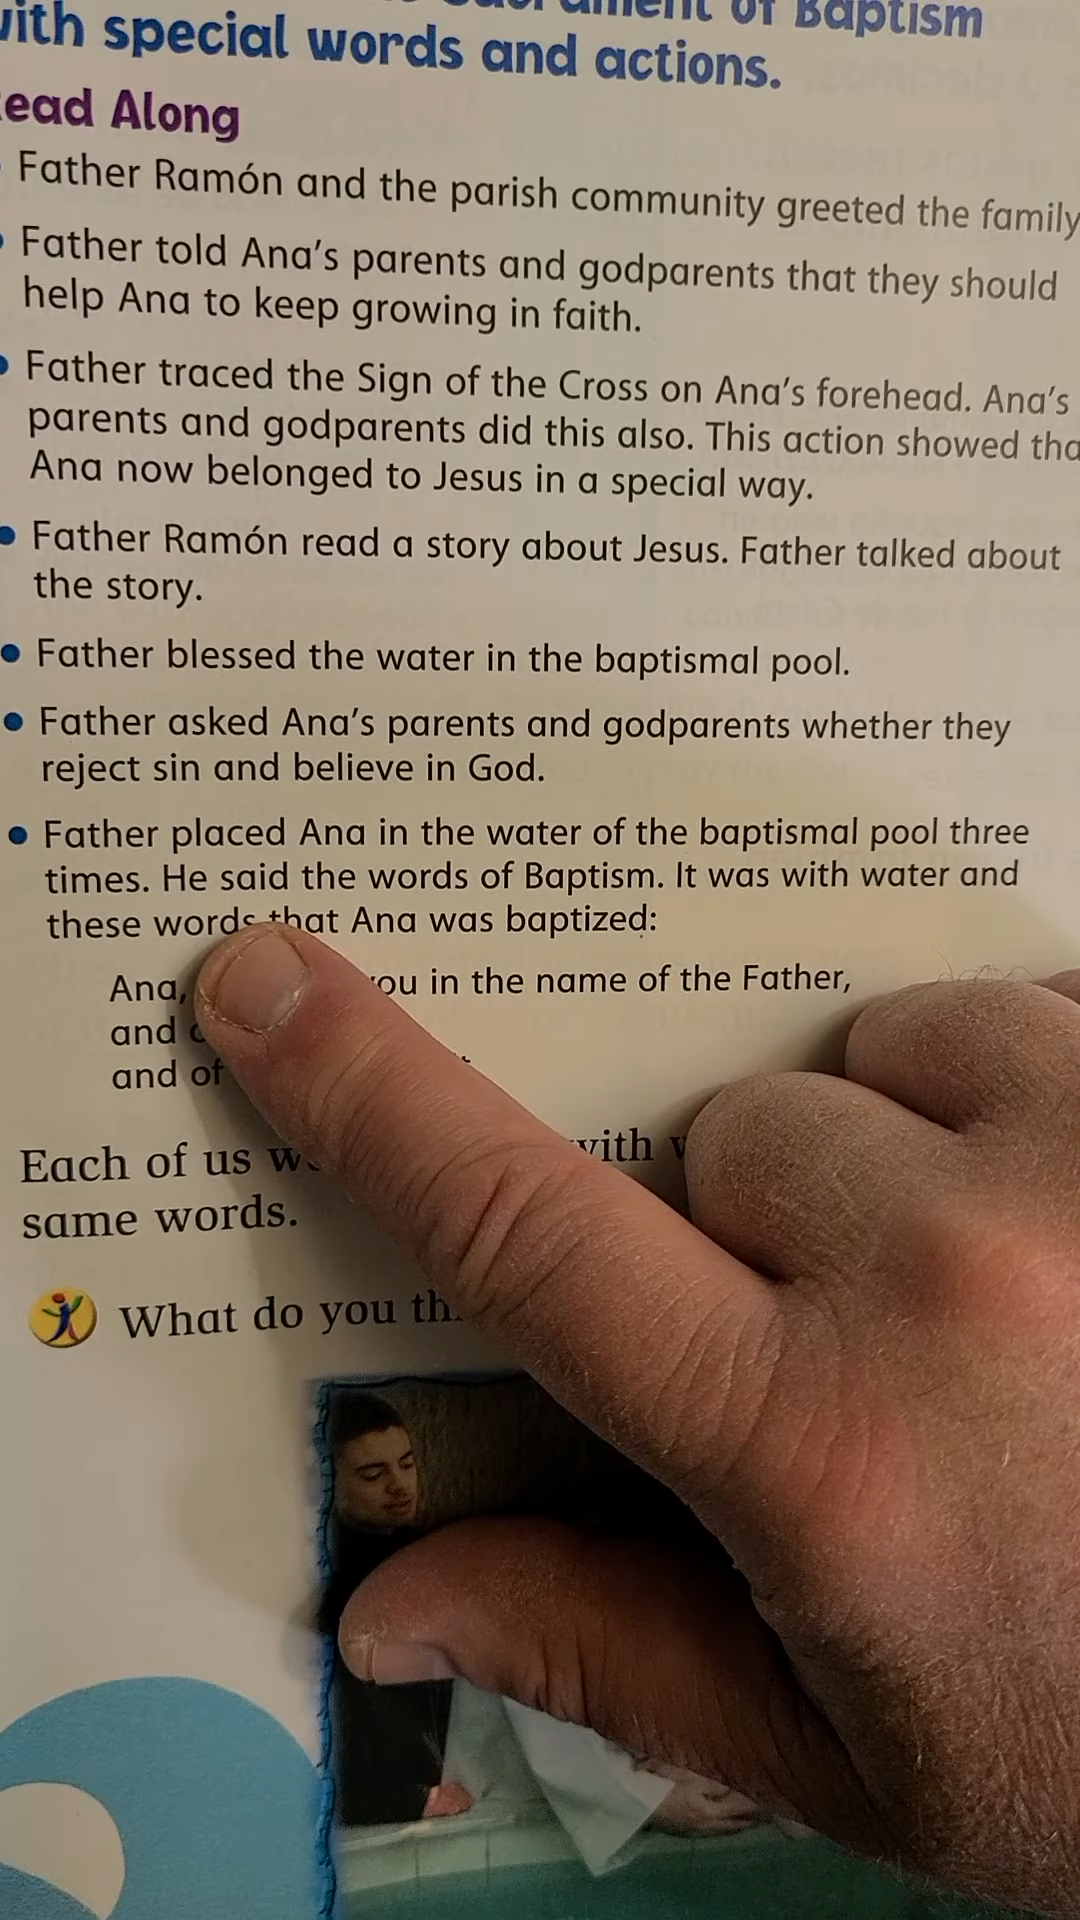 of Baptism
with special words and actions.
Read Along
Father Ramón and the parish community greeted the family
Father told Ana's parents and godparents that they should
help Ana to keep growing in faith.
• Father traced the Sign of the Cross on Ana's forehead. Ana's
parents and godparents did this also. This action showed tha
Ana now belonged to Jesus in a special way.
• Father Ramón read a story about Jesus. Father talked about
the story.
• Father blessed the water in the baptismal pool.
• Father asked Ana's parents and godparents whether they
reject sin and believe in God.
• Father placed Ana in the water of the baptismal pool three
times. He said the words of Baptism. It was with water and
these words that Ana was baptized:
Ana, ou in the name of the Father,
and
and of
Each of us with
same words.
What do you